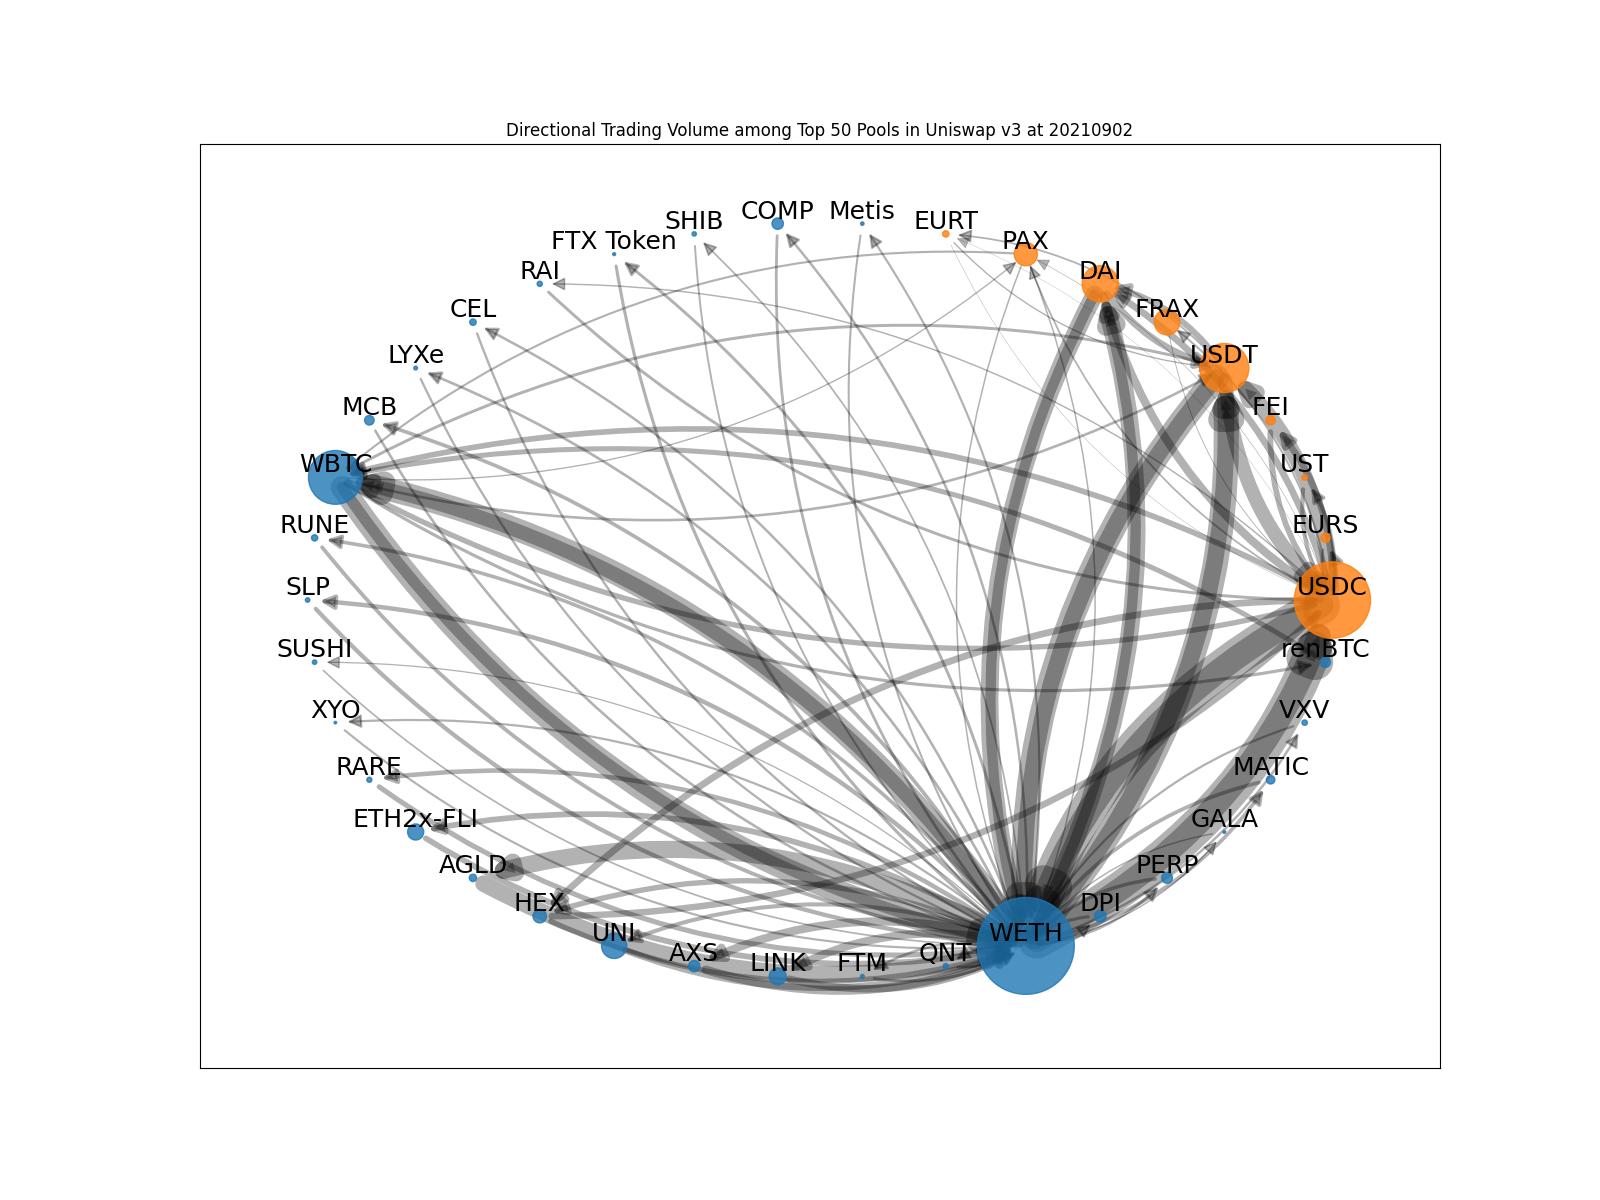 Directional Trading Volume among Top 50 Pools in Uniswap v3 at 20210902
COMP
Metis
SHIB
EURT
FTX Token
PAX
RAI
DAI
CEL
FRAX
LYXe
USDT
MCB
FEI
WBTC
UST
RUNE
EURS
SLP
USDC
SUSHI
renBTC
XYO
VXV
RARE
MATIC
ETH2x-FLI
GALA
AGLD
PERP
HEX
DPI
UNI
WETH
AXS
QNT
LINK
FTM